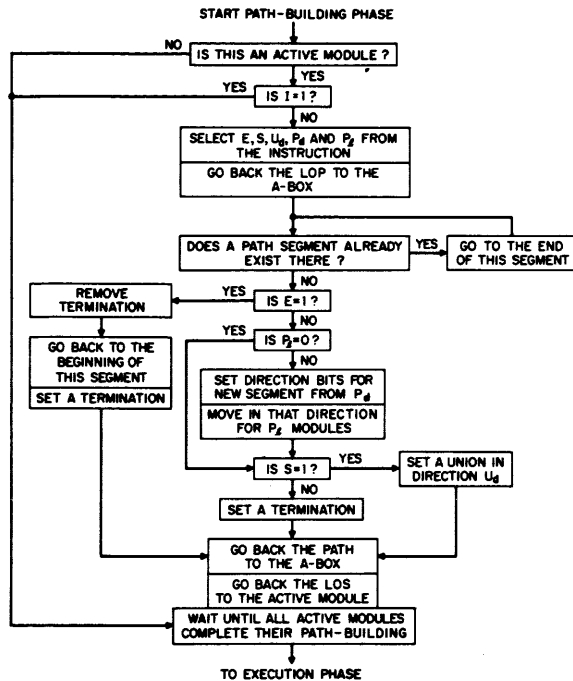 START PATH-BUILDING PHASE
NO
IS THIS AN ACTIVE MODULE ?
YES
YES
IS I=1 ?
NO
SELECT E, S, Ud, Pd AND Pℓ FROM
THE INSTRUCTION
GO BACK THE LOP TO THE
A-BOX
DOES A PATH SEGMENT ALREADY
EXIST THERE ?
YES
GO TO THE END
OF THIS SEGMENT
NO
REMOVE
TERMINATION
YES
IS E=1 ?
NO
GO BACK TO THE
BEGINNING OF
THIS SEGMENT
SET A TERMINATION
YES
IS Pℓ=0 ?
NO
SET DIRECTION BITS FOR
NEW SEGMENT FROM Pd
MOVE IN THAT DIRECTION
FOR Pℓ MODULES
IS S=1 ?
YES
SET A UNION IN
DIRECTION Ud
NO
SET A TERMINATION
GO BACK THE PATH
TO THE A-BOX
GO BACK THE LOS
TO THE ACTIVE MODULE
WAIT UNTIL ALL ACTIVE MODULES
COMPLETE THEIR PATH-BUILDING
TO EXECUTION PHASE